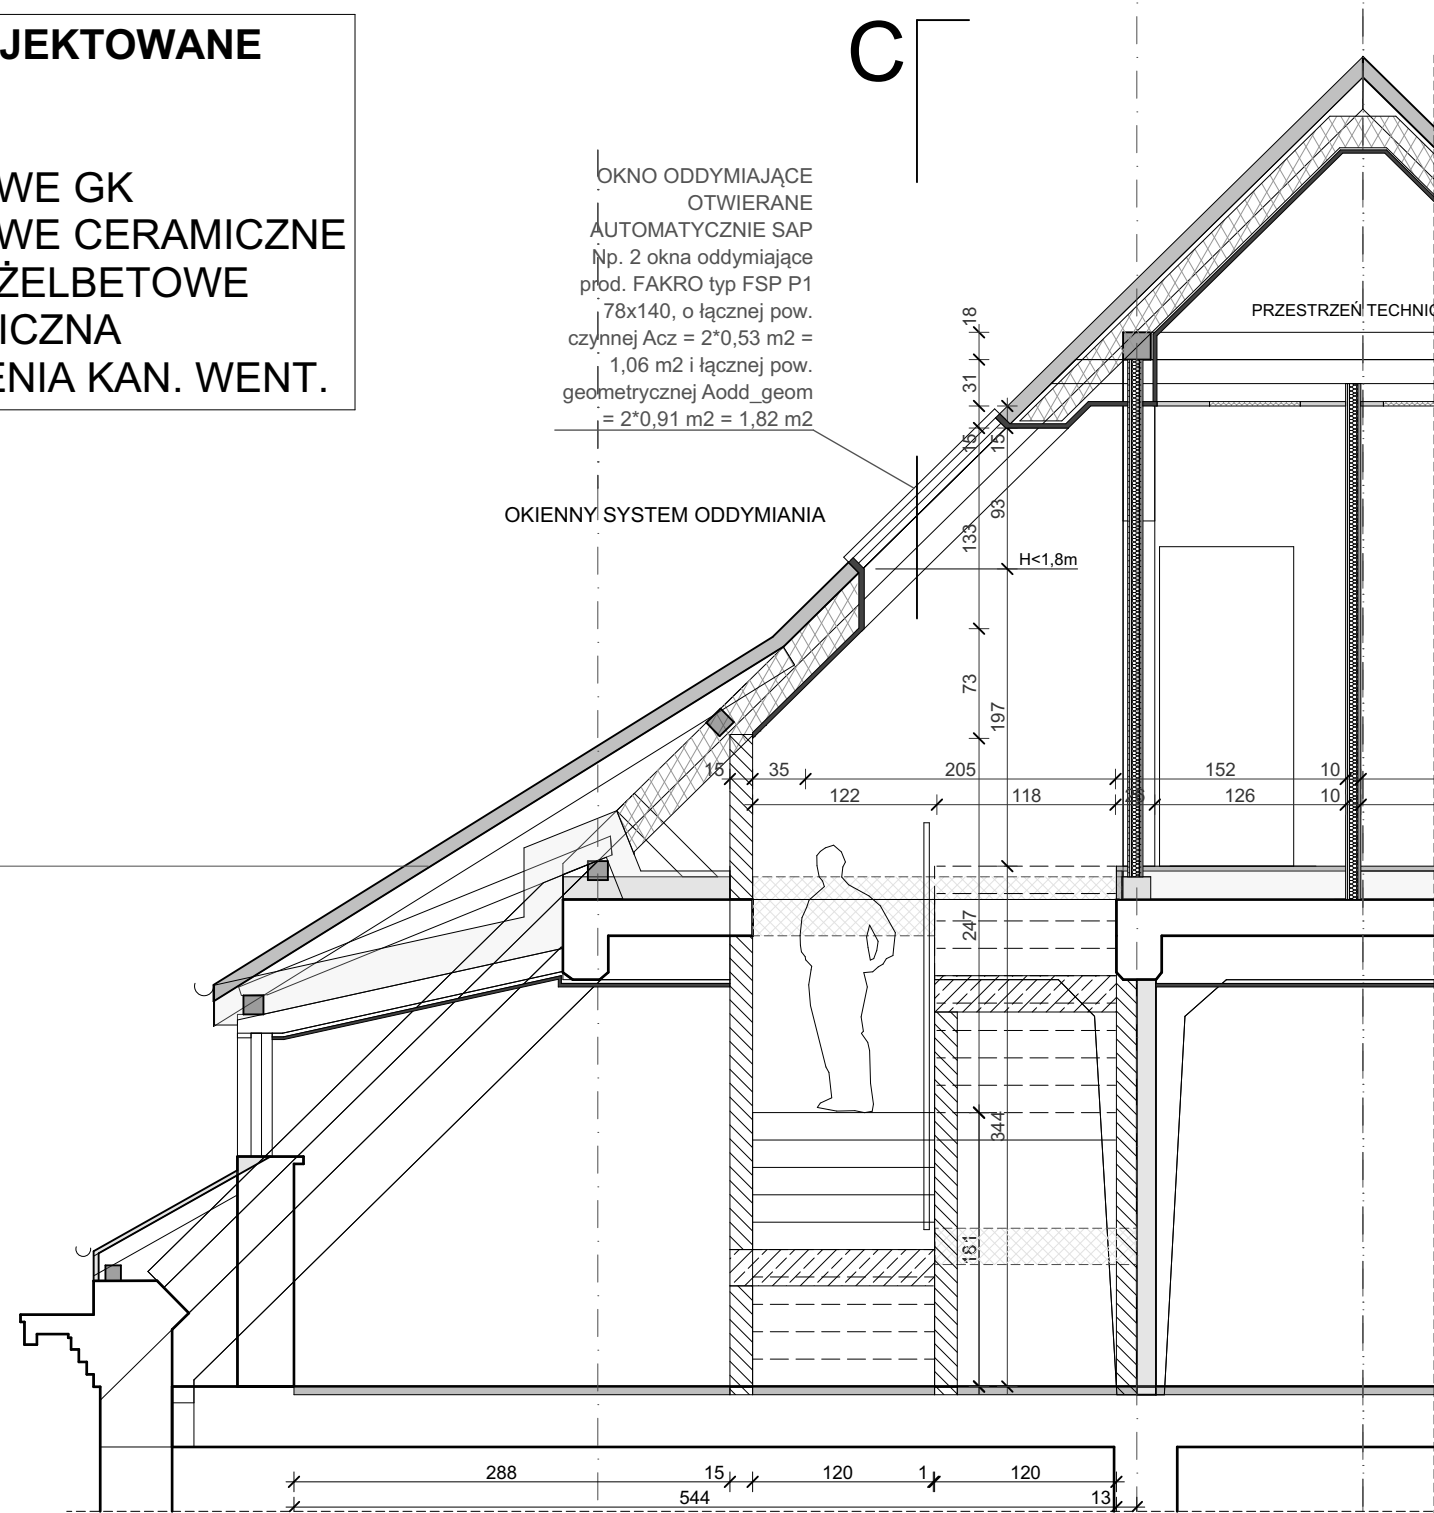 JEKTOWANE
WE GK
WE CERAMICZNE
ŻELBETOWE
ICZNA
ENIA KAN. WENT.
C
OKNO ODDYMIAJĄCE
OTWIERANE
AUTOMATYCZNIE SAP
Np. 2 okna oddymiające
prod. FAKRO typ FSP P1
78x140, o łącznej pow.
czynnej Acz = 2*0,53 m2 =
1,06 m2 i łącznej pow.
geometrycznej Aodd_geom
= 2*0,91 m2 = 1,82 m2
OKIENNY SYSTEM ODDYMIANIA
PRZESTRZEŃ TECHNIC
18
31
15
15
93
133
H<1,8m
73
197
15
35
205
152
10
122
118
126
10
247
344
181
288
15
120
1
120
544
13